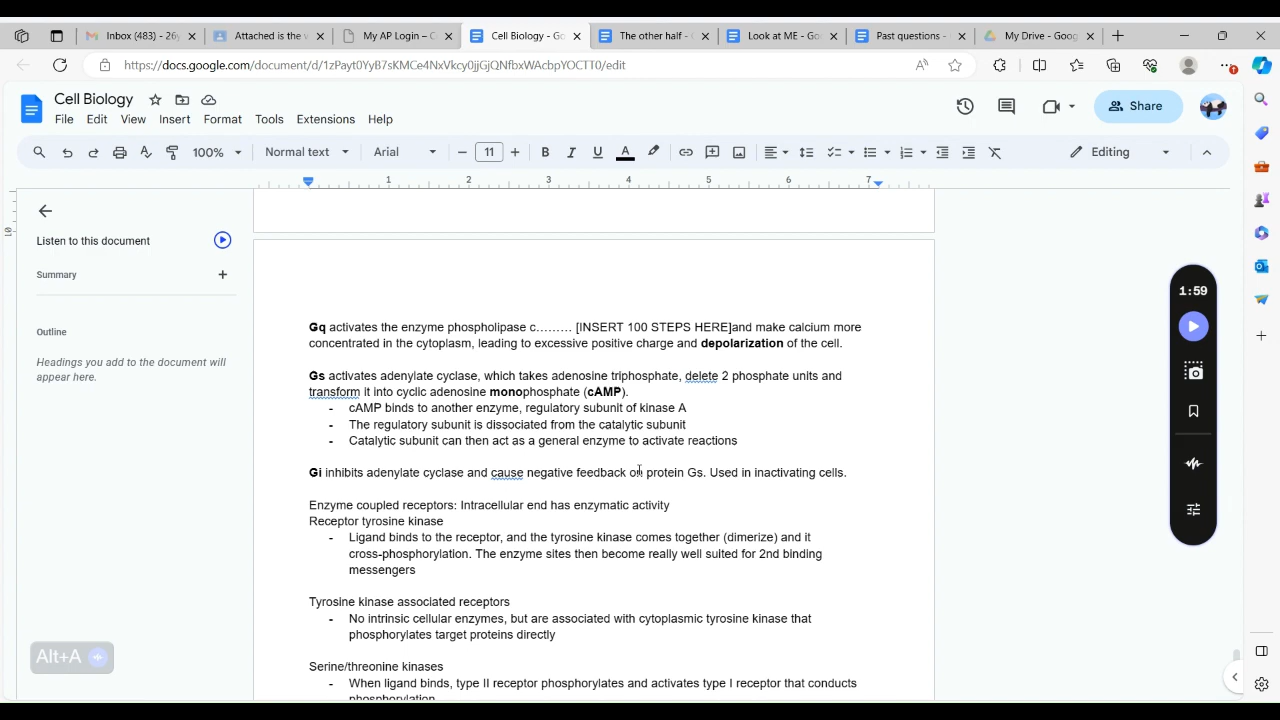 Inbox (483) - 26
Attached is the
My AP Login – C
Cell Biology - Go
The other half -
Look at ME - Go
Past questions -
My Drive - Goog
https://docs.google.com/document/d/1zPayt0YyB7sKMCe4NxVkcy0jjGjQNfbxWAcbpYOCTT0/edit
Cell Biology
File Edit View Insert Format Tools Extensions Help
Share
100% Normal text Arial 11 Editing
1 2 3 4 5 6 7
Listen to this document
Summary
Outline
Headings you add to the document will
appear here.
Gq activates the enzyme phospholipase c……… [INSERT 100 STEPS HERE]and make calcium more
concentrated in the cytoplasm, leading to excessive positive charge and depolarization of the cell.
Gs activates adenylate cyclase, which takes adenosine triphosphate, delete 2 phosphate units and
transform it into cyclic adenosine monophosphate (cAMP).
- cAMP binds to another enzyme, regulatory subunit of kinase A
- The regulatory subunit is dissociated from the catalytic subunit
- Catalytic subunit can then act as a general enzyme to activate reactions
Gi inhibits adenylate cyclase and cause negative feedback on protein Gs. Used in inactivating cells.
Enzyme coupled receptors: Intracellular end has enzymatic activity
Receptor tyrosine kinase
- Ligand binds to the receptor, and the tyrosine kinase comes together (dimerize) and it
cross-phosphorylation. The enzyme sites then become really well suited for 2nd binding
messengers
Tyrosine kinase associated receptors
- No intrinsic cellular enzymes, but are associated with cytoplasmic tyrosine kinase that
phosphorylates target proteins directly
Serine/threonine kinases
- When ligand binds, type II receptor phosphorylates and activates type I receptor that conducts
phosphorylation
1:59
Alt+A